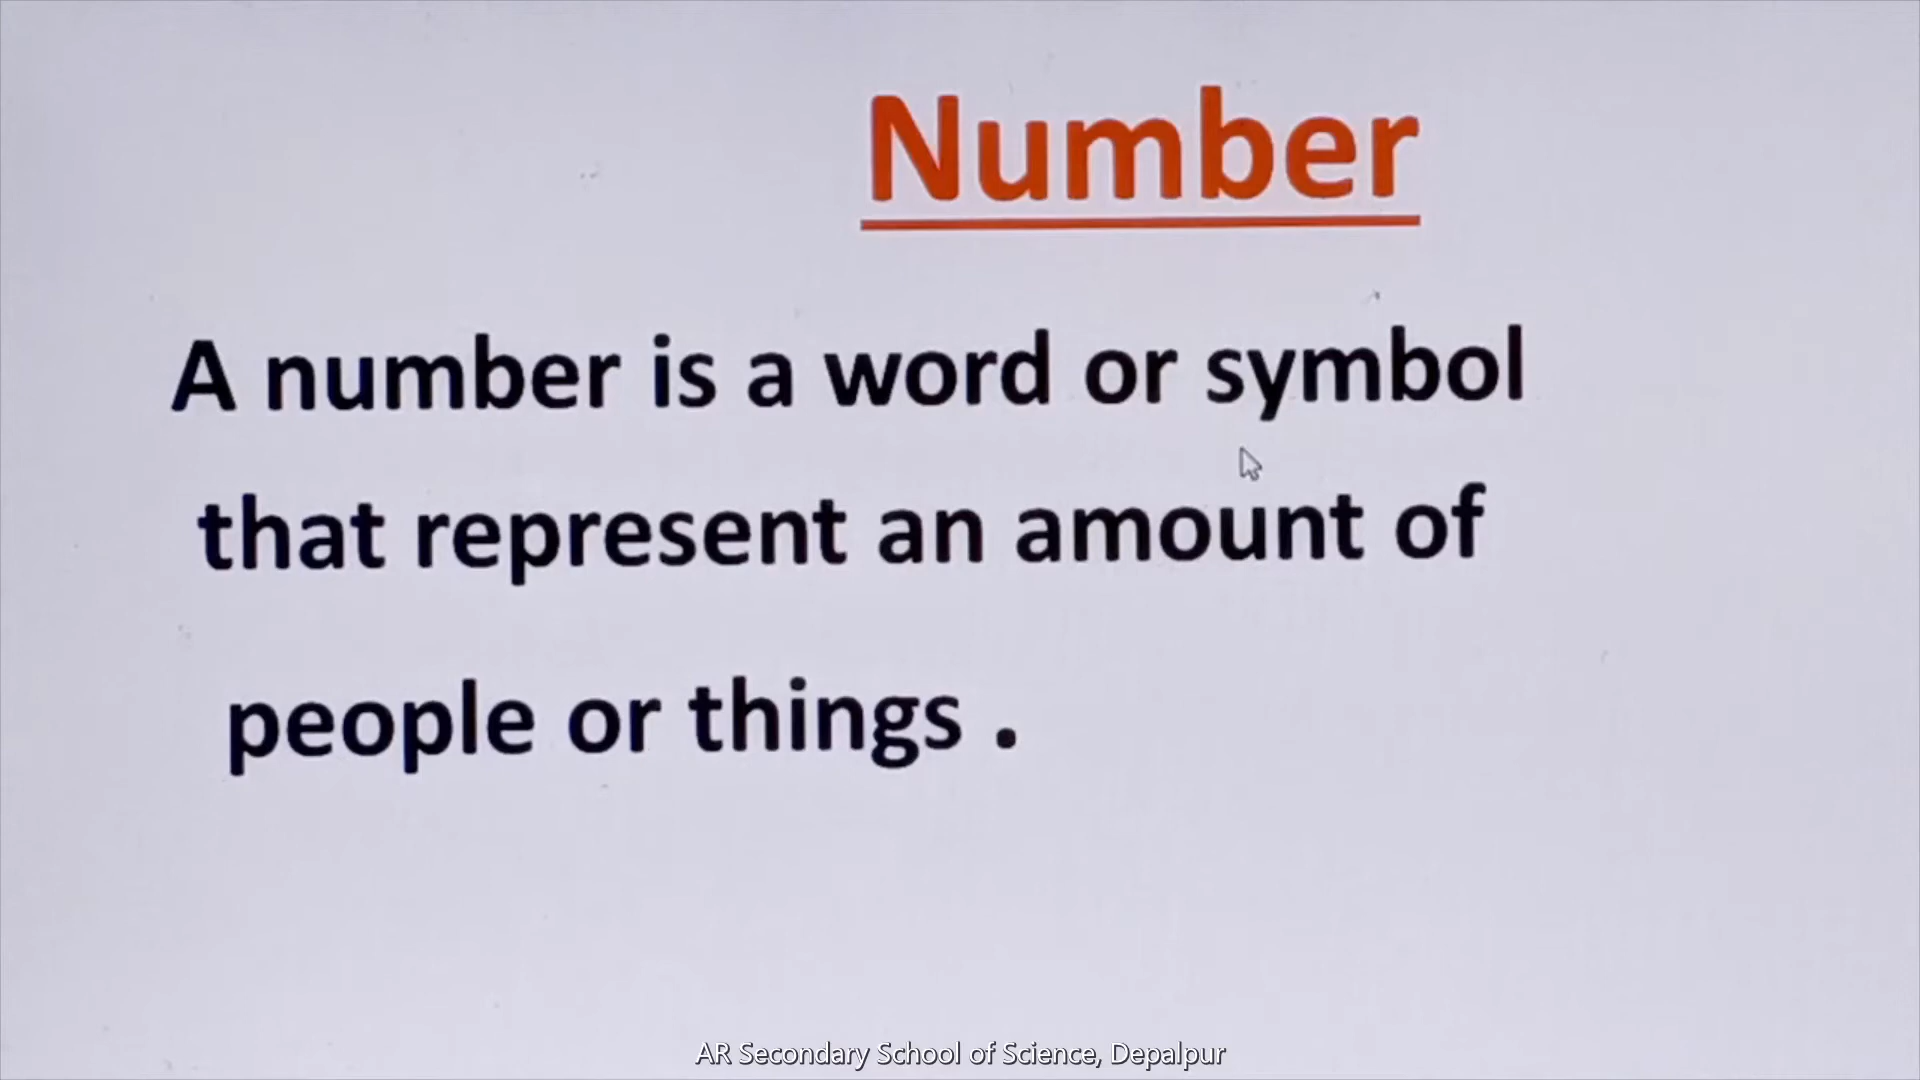 Number
A number is a word or symbol
that represent an amount of
people or things .
AR Secondary School of Science, Depalpur